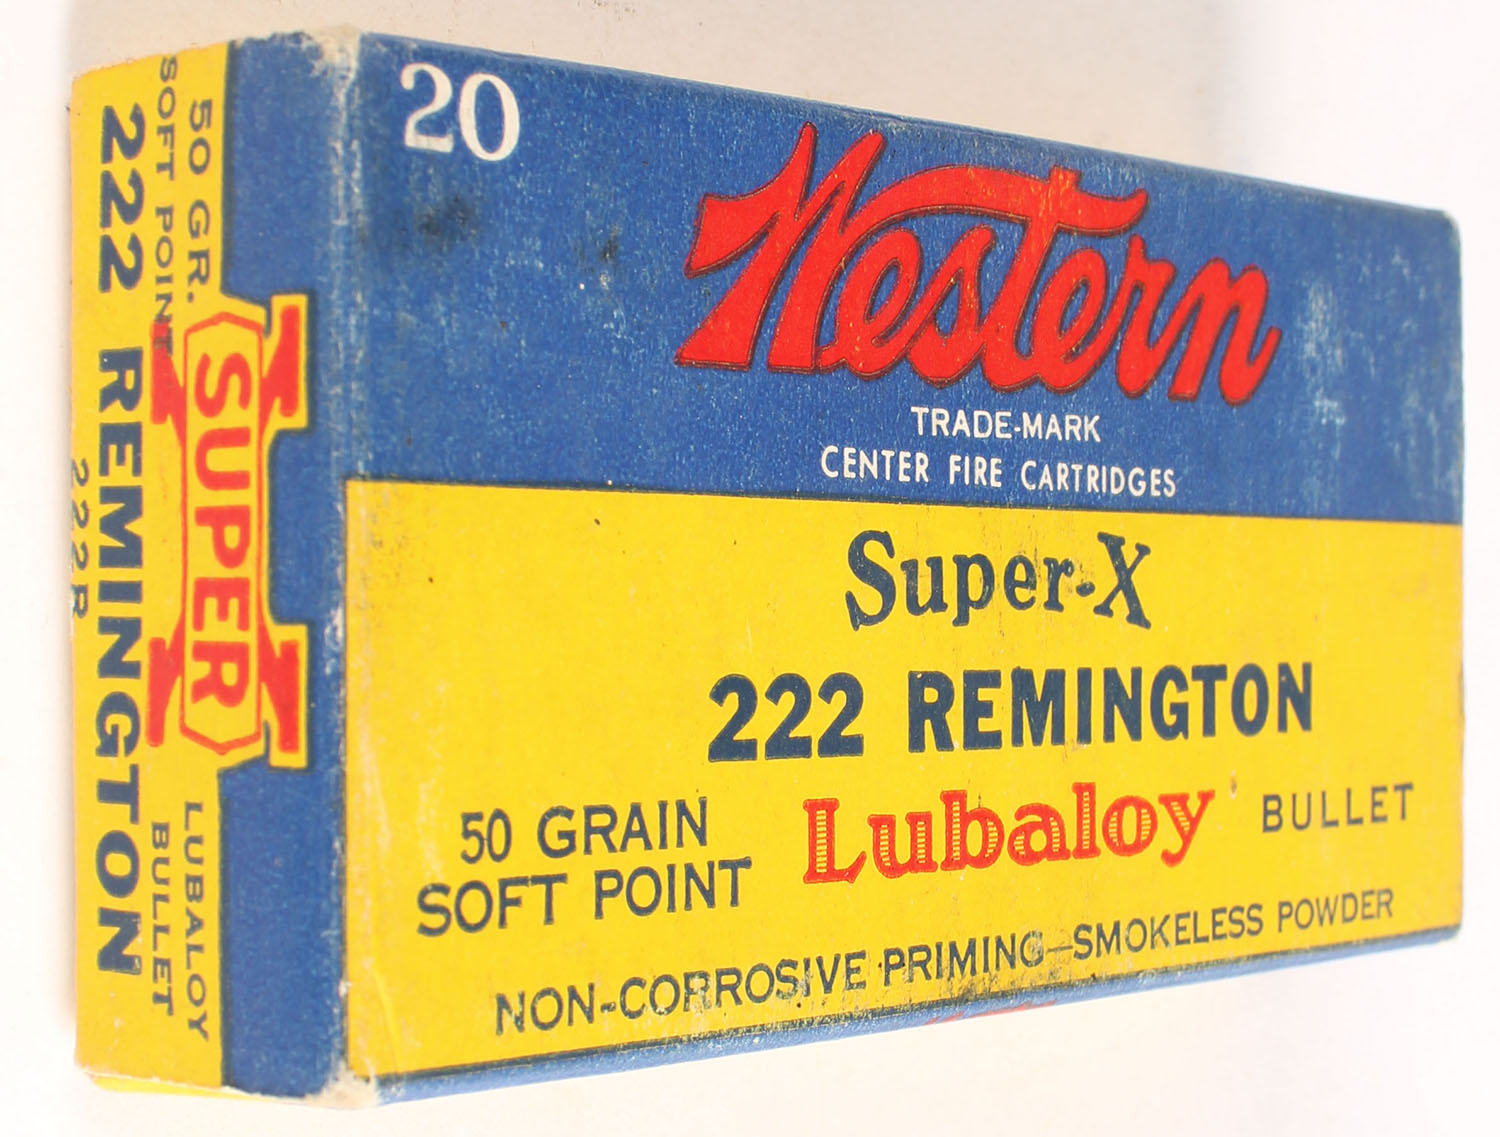 20
Western
TRADE-MARK
CENTER FIRE CARTRIDGES
Super-X
222 REMINGTON
50 GRAIN
SOFT POINT
Lubaloy BULLET
NON-CORROSIVE PRIMING—SMOKELESS POWDER
50 GR.
SOFT POINT
SUPER
X
LUBALOY
BULLET
222 REMINGTON
222R